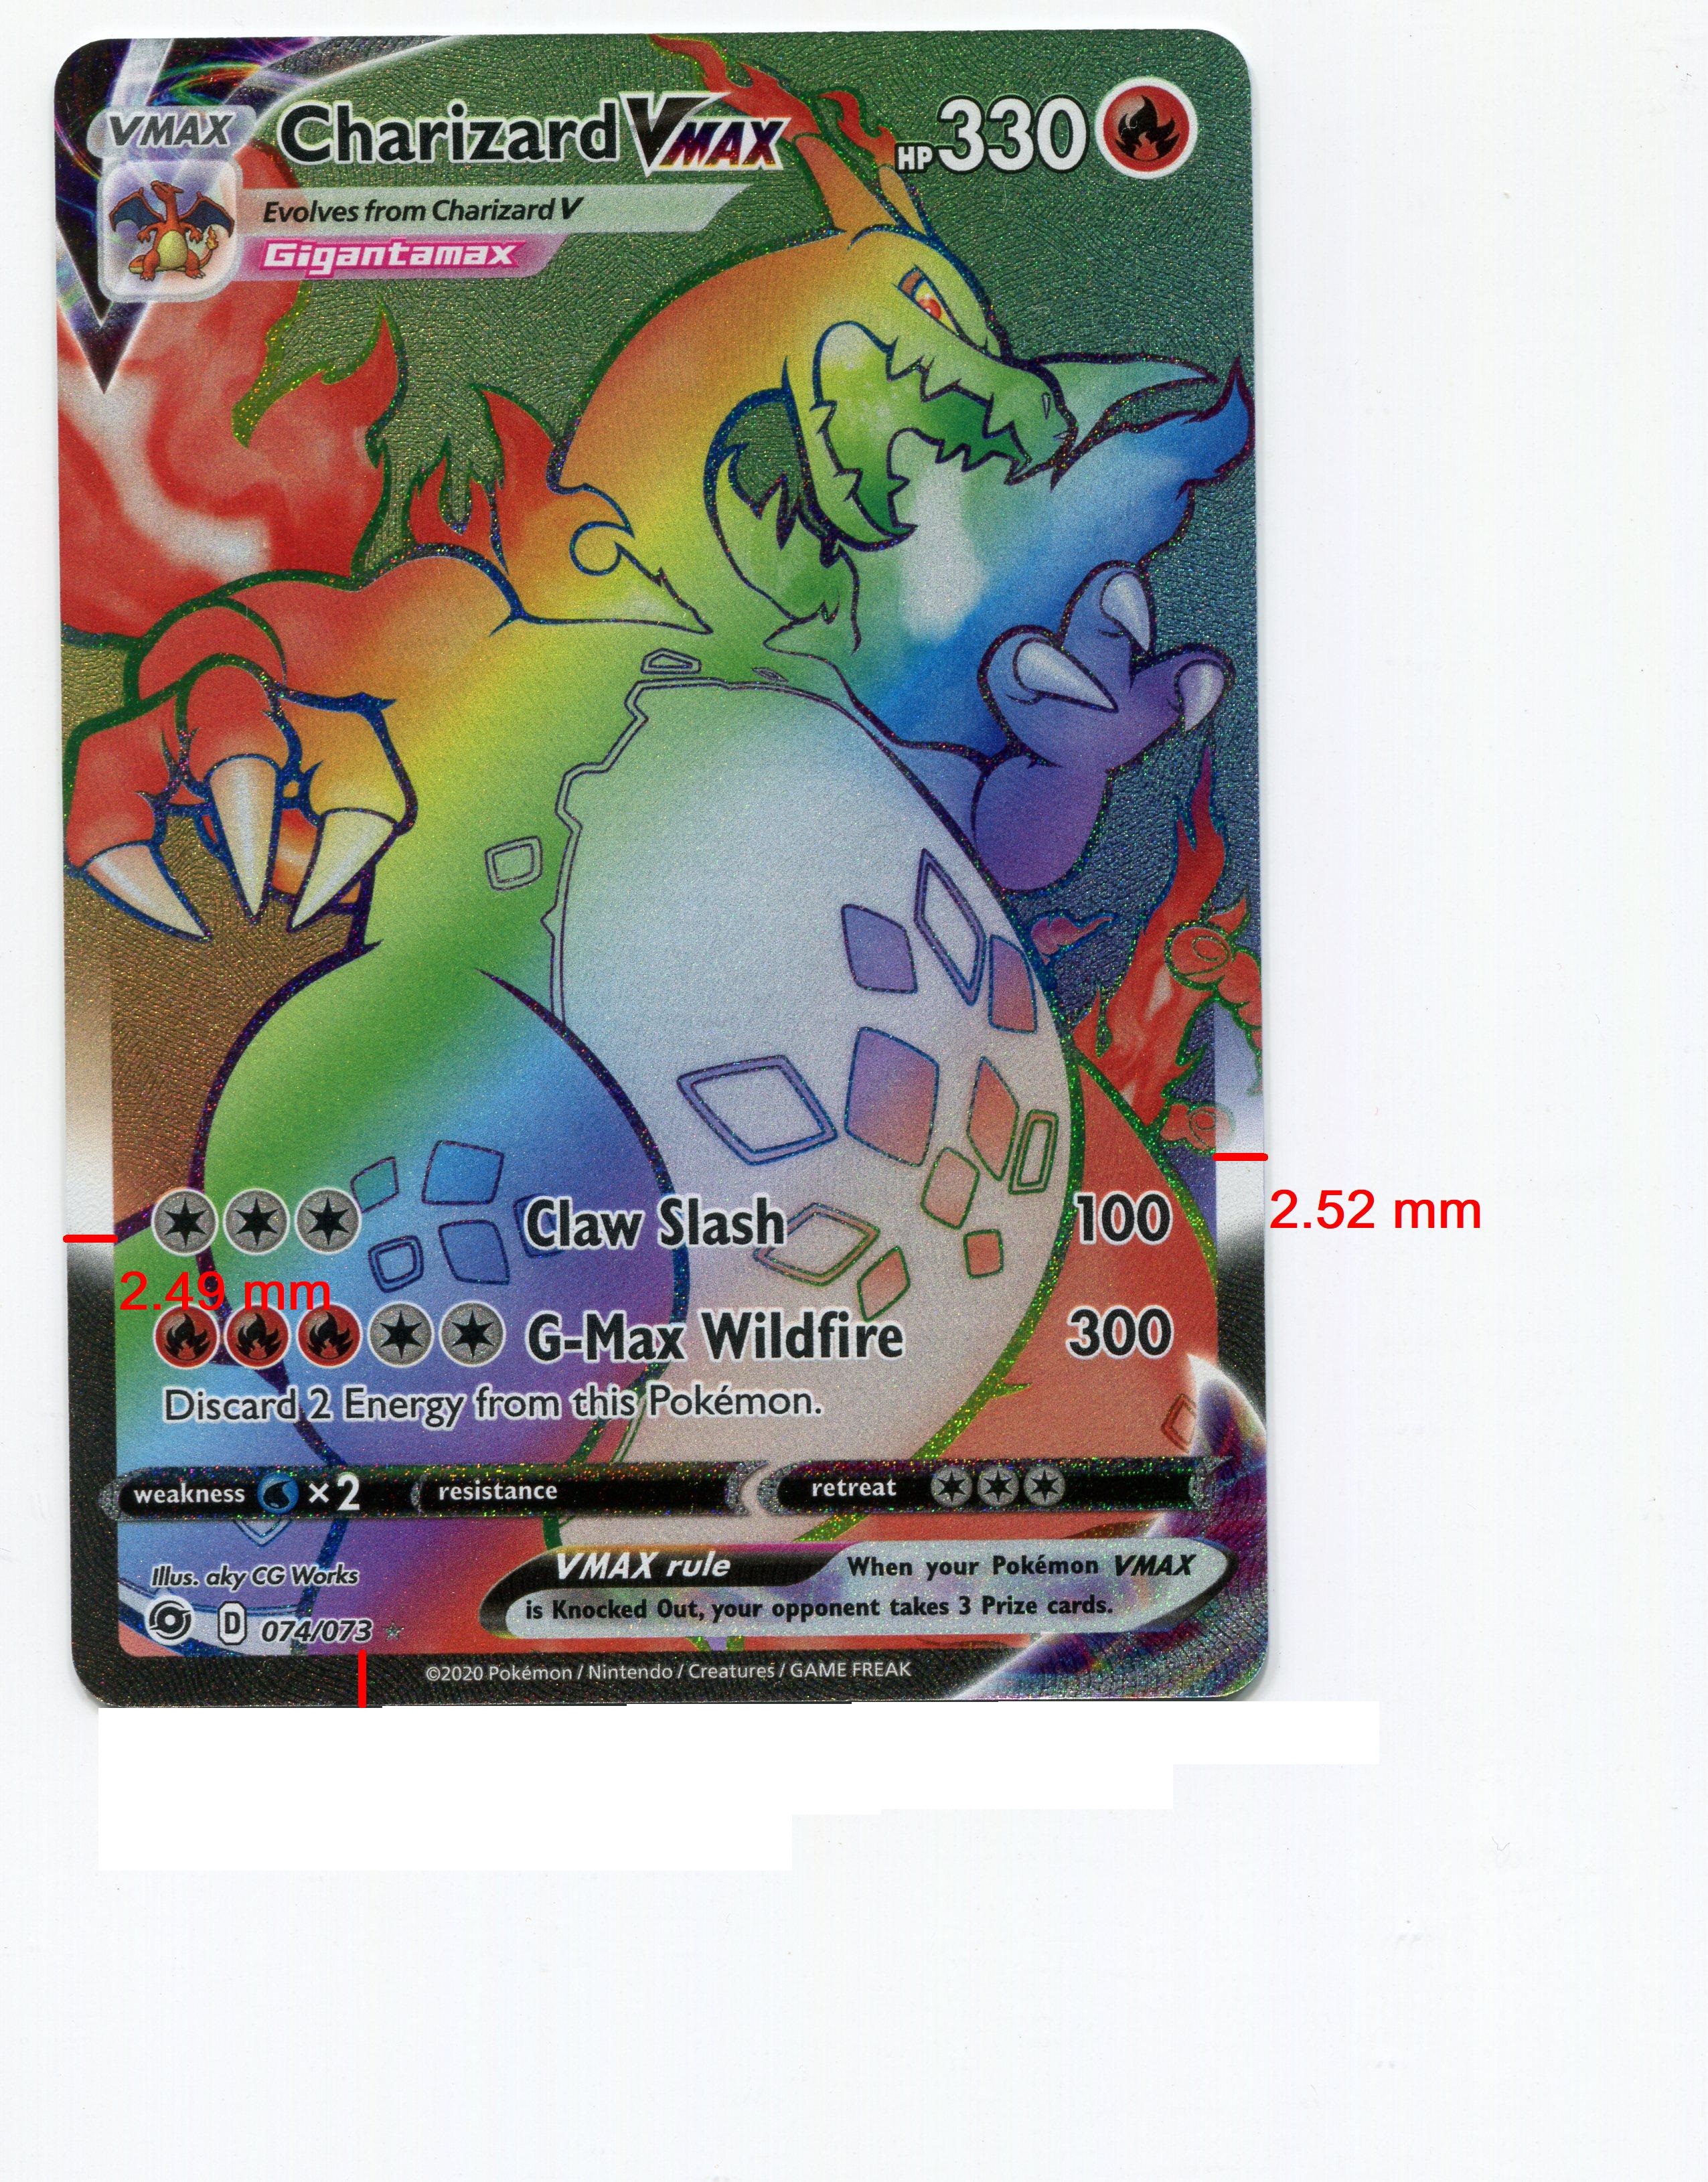 VMAX Charizard VMAX HP 330
Evolves from Charizard V
Gigantamax
Claw Slash 100
2.52 mm
2.49 mm
G-Max Wildfire 300
Discard 2 Energy from this Pokémon.
weakness ×2 resistance retreat
Illus. aky CG Works
VMAX rule When your Pokémon VMAX
is Knocked Out, your opponent takes 3 Prize cards.
D 074/073
©2020 Pokémon / Nintendo / Creatures / GAME FREAK